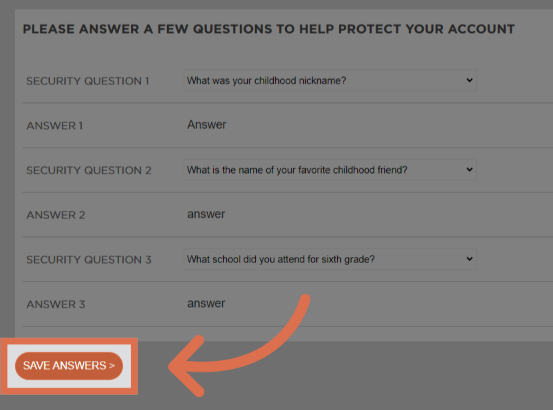 PLEASE ANSWER A FEW QUESTIONS TO HELP PROTECT YOUR ACCOUNT
SECURITY QUESTION 1 What was your childhood nickname?
ANSWER 1 Answer
SECURITY QUESTION 2 What is the name of your favorite childhood friend?
ANSWER 2 answer
SECURITY QUESTION 3 What school did you attend for sixth grade?
ANSWER 3 answer
SAVE ANSWERS >